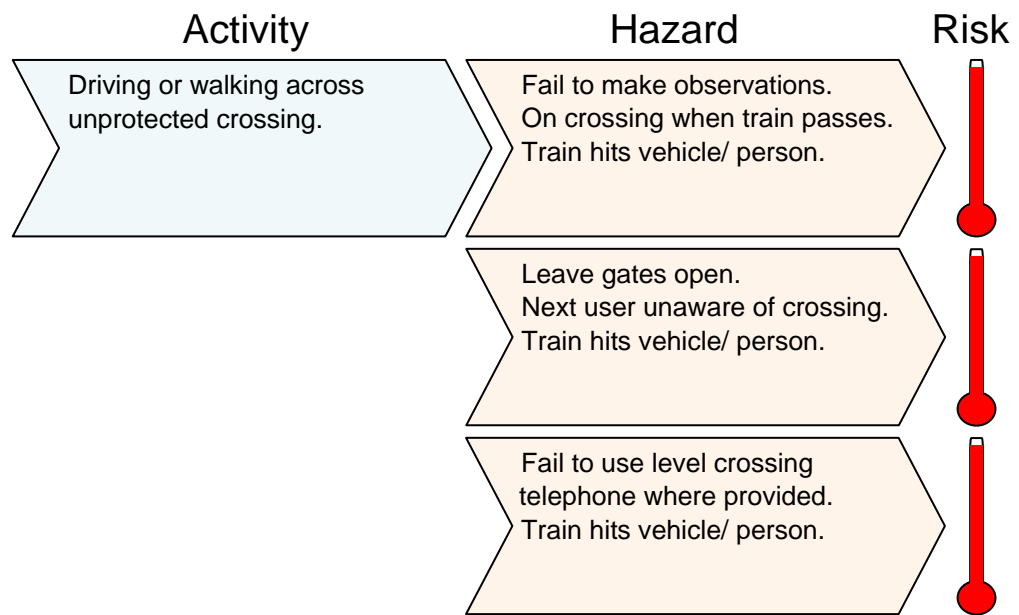 Activity
Hazard
Risk
Driving or walking across
unprotected crossing.
Fail to make observations.
On crossing when train passes.
Train hits vehicle/ person.
Leave gates open.
Next user unaware of crossing.
Train hits vehicle/ person.
Fail to use level crossing
telephone where provided.
Train hits vehicle/ person.